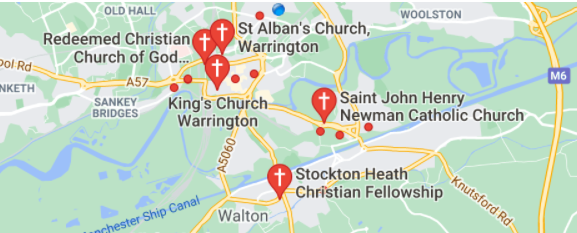 OLD HALL
WOOLSTON
Redeemed Christian
Church of God...
St Alban's Church,
Warrington
ool Rd
A57
M6
NKETH
SANKEY
BRIDGES
King's Church
Warrington
Saint John Henry
Newman Catholic Church
A5060
Stockton Heath
Christian Fellowship
Knutsford Rd
anchester Ship Canal
Walton